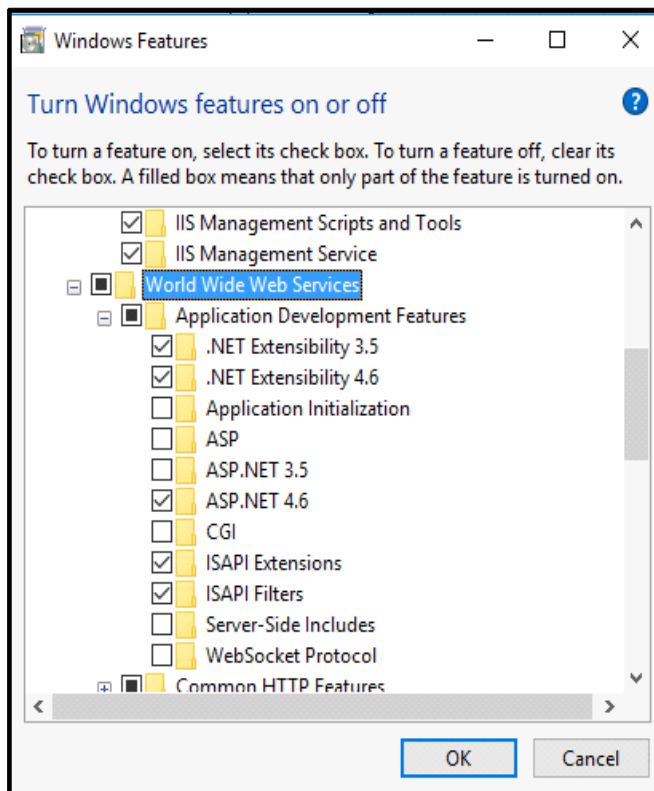 Windows Features
Turn Windows features on or off
?
To turn a feature on, select its check box. To turn a feature off, clear its
check box. A filled box means that only part of the feature is turned on.
IIS Management Scripts and Tools
IIS Management Service
World Wide Web Services
Application Development Features
.NET Extensibility 3.5
.NET Extensibility 4.6
Application Initialization
ASP
ASP.NET 3.5
ASP.NET 4.6
CGI
ISAPI Extensions
ISAPI Filters
Server-Side Includes
WebSocket Protocol
Common HTTP Features
OK Cancel